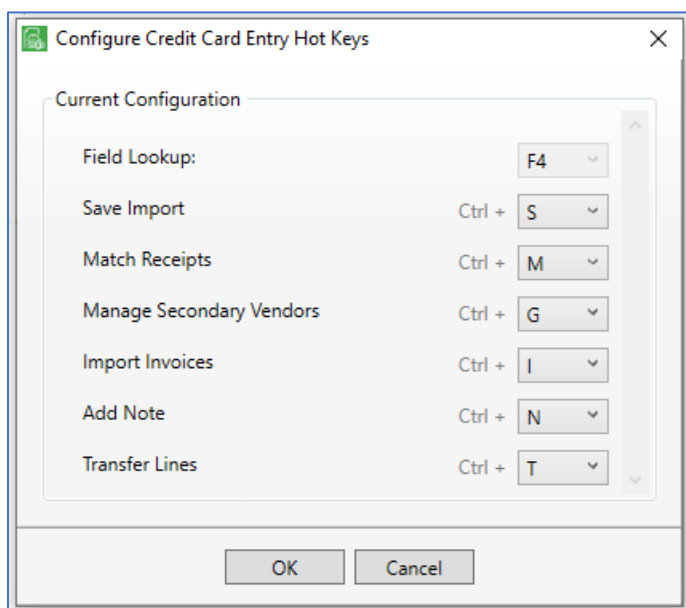 Configure Credit Card Entry Hot Keys
Current Configuration
Field Lookup: F4
Save Import Ctrl + S
Match Receipts Ctrl + M
Manage Secondary Vendors Ctrl + G
Import Invoices Ctrl + I
Add Note Ctrl + N
Transfer Lines Ctrl + T
OK Cancel